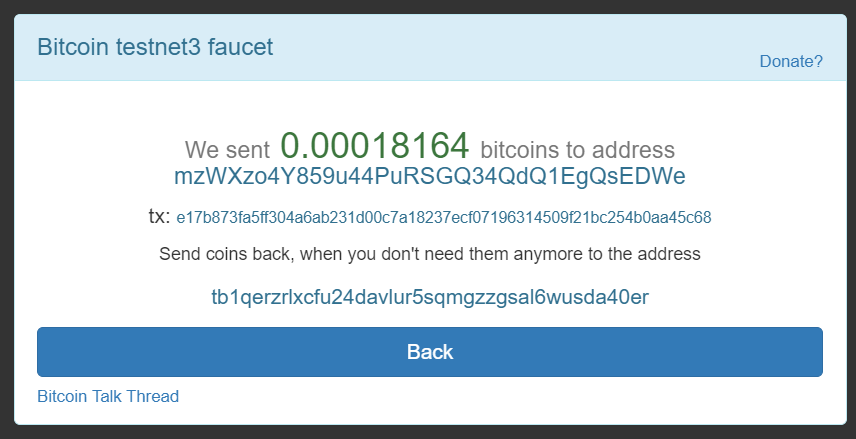 Bitcoin testnet3 faucet
Donate?
We sent 0.00018164 bitcoins to address
mzWXzo4Y859u44PuRSGQ34QdQ1EgQsEDWe
tx: e17b873fa5ff304a6ab231d00c7a18237ecf07196314509f21bc254b0aa45c68
Send coins back, when you don't need them anymore to the address
tb1qerzrlxcfu24davlur5sqmgzzgsal6wusda40er
Back
Bitcoin Talk Thread